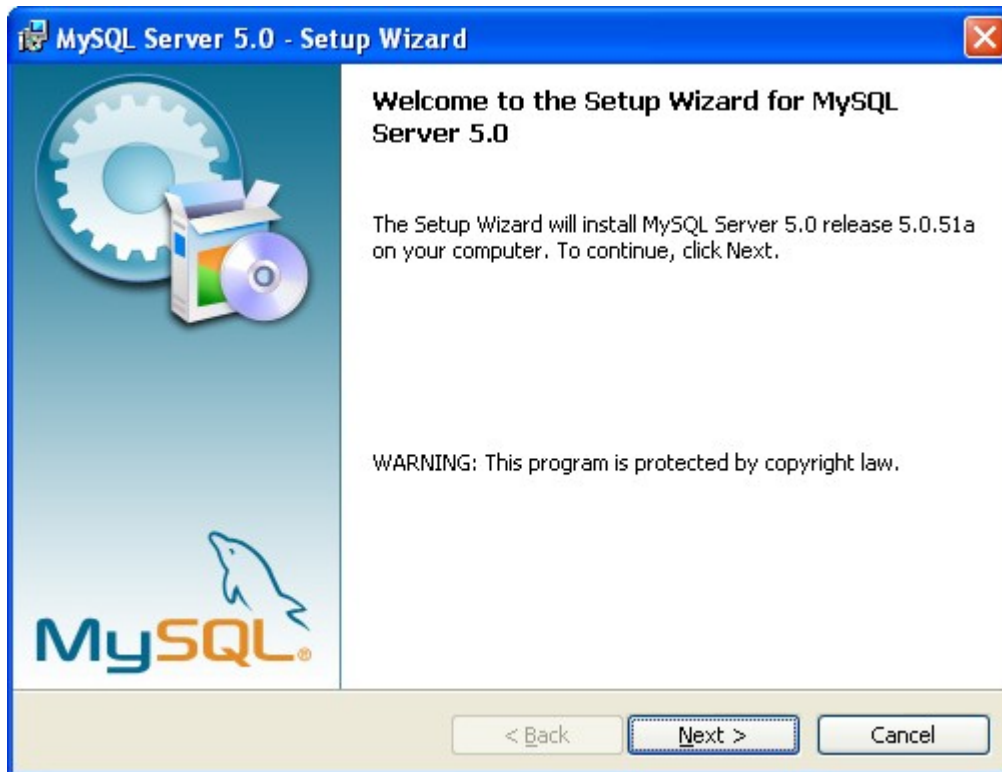 MySQL Server 5.0 - Setup Wizard
Welcome to the Setup Wizard for MySQL
Server 5.0
The Setup Wizard will install MySQL Server 5.0 release 5.0.51a
on your computer. To continue, click Next.
WARNING: This program is protected by copyright law.
MySQL®
< Back
Next >
Cancel